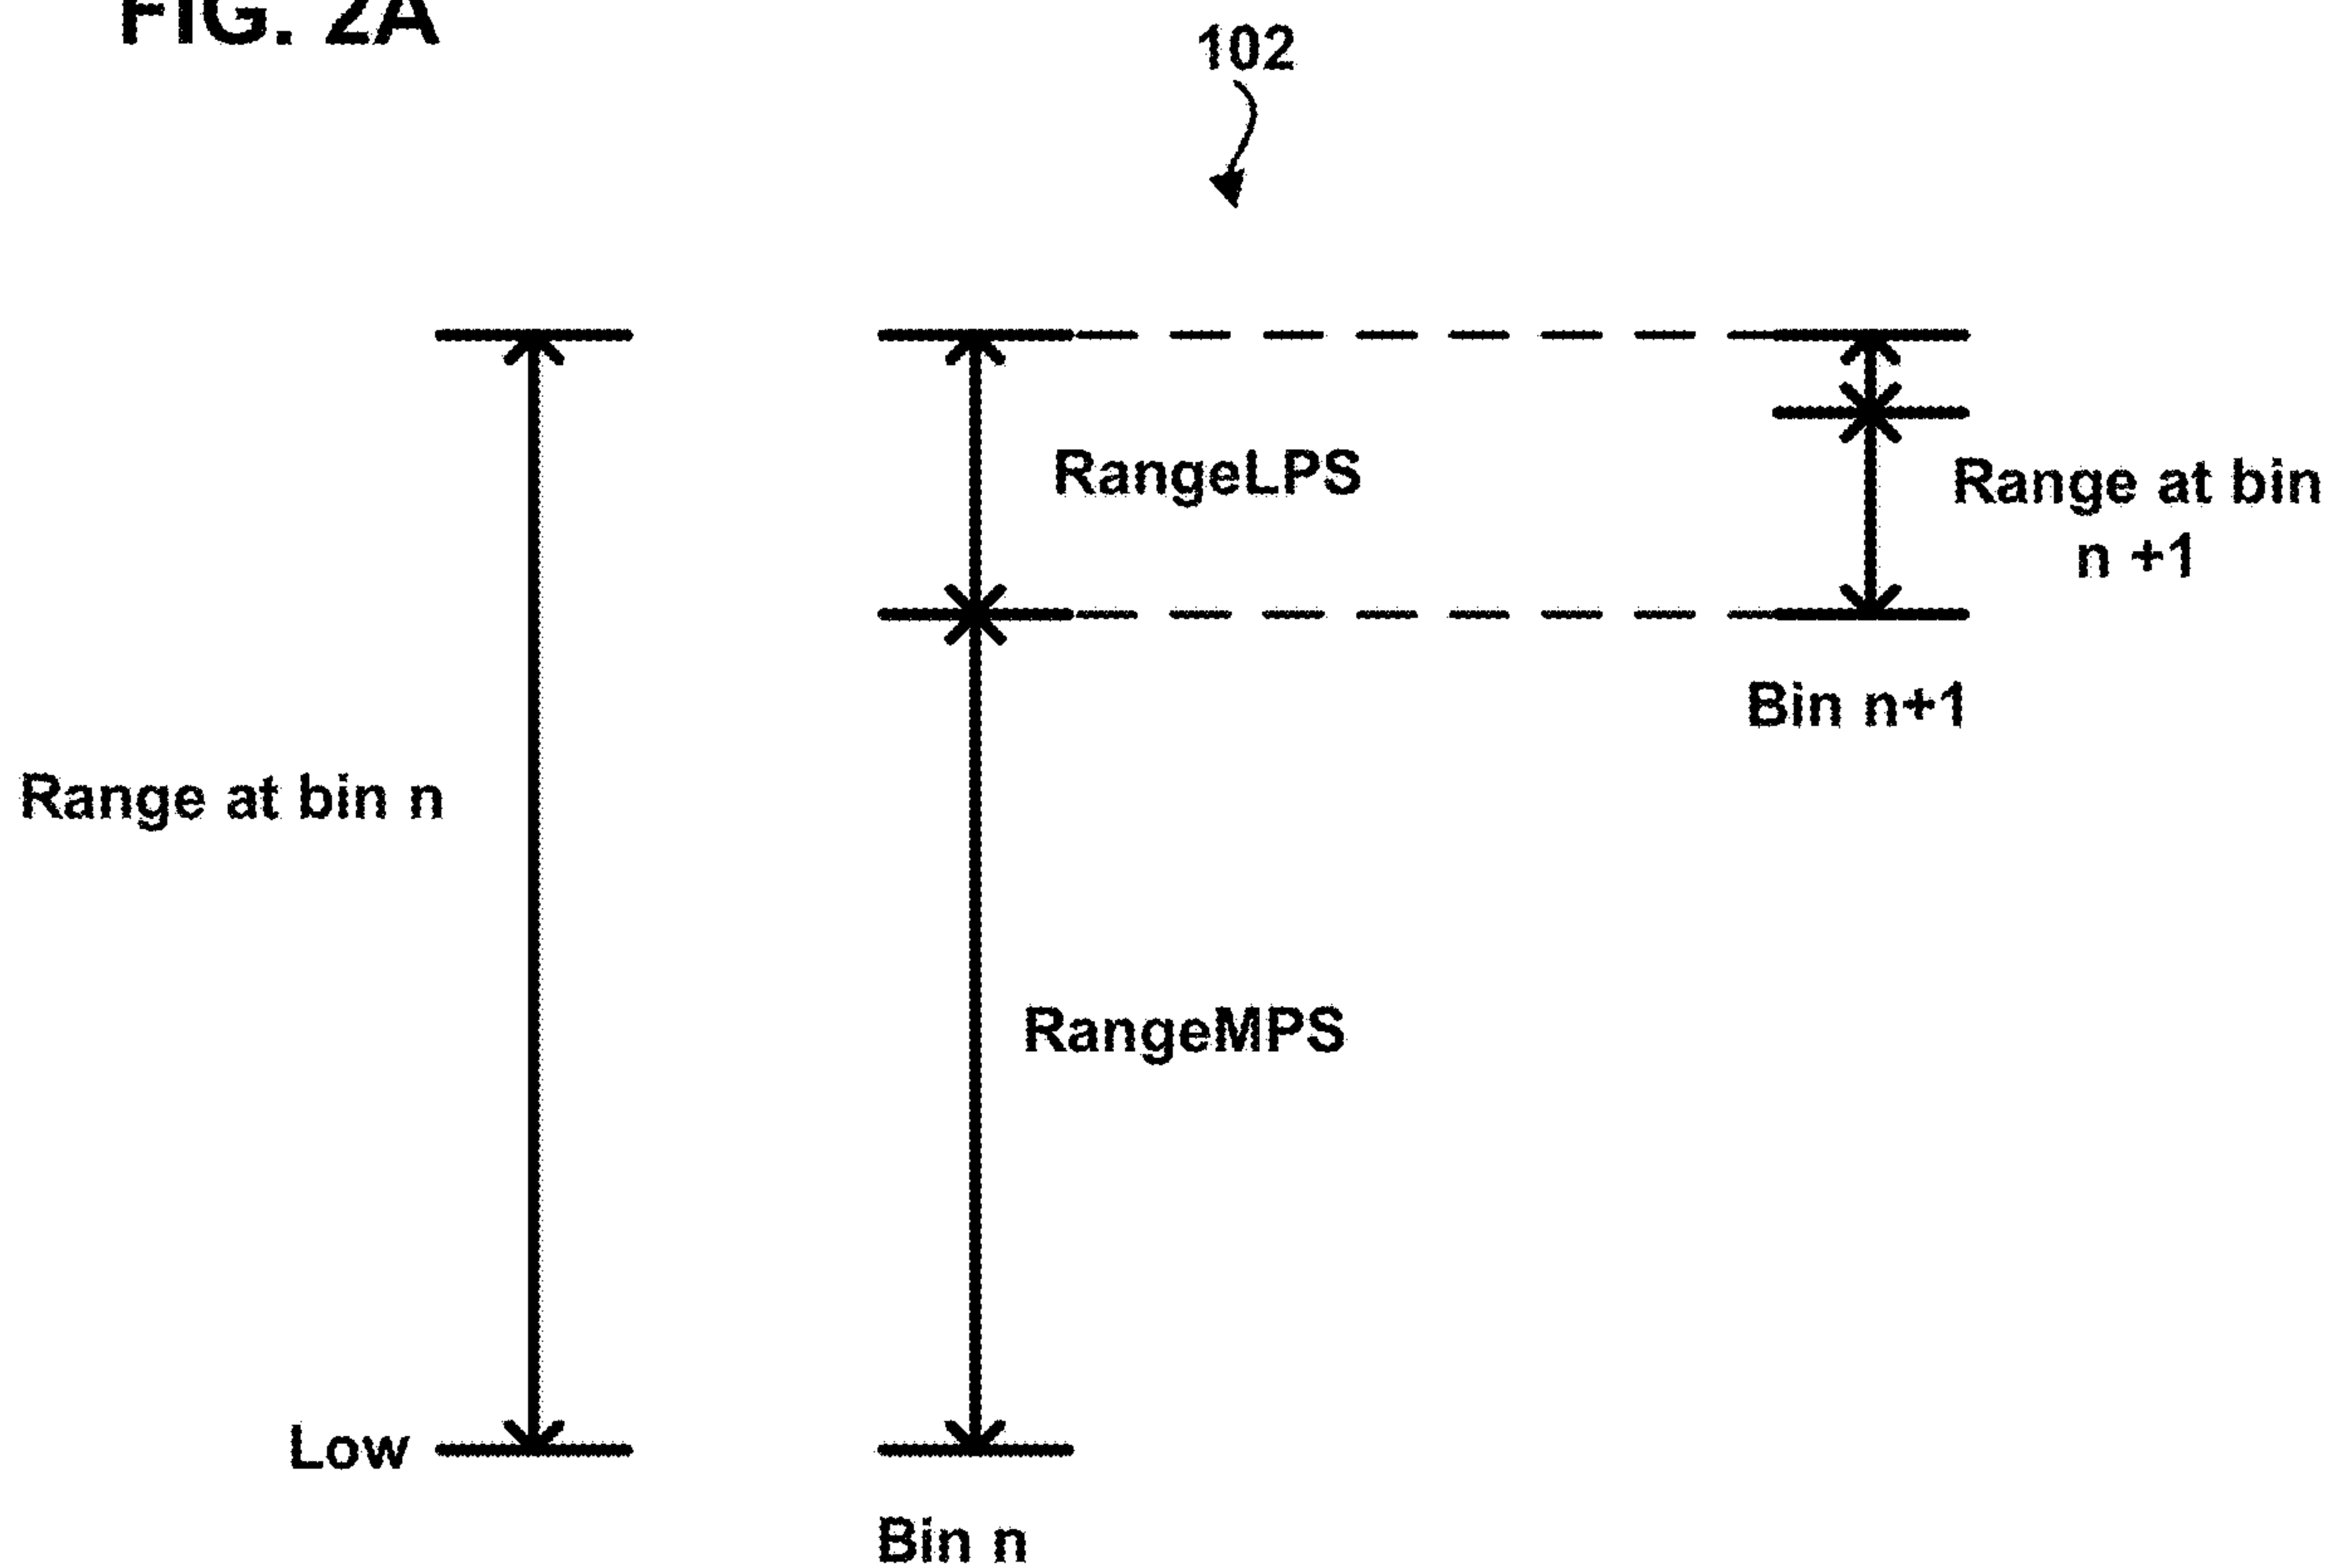 FIG. 2A
102
RangeLPS
Range at bin
n +1
Bin n+1
Range at bin n
RangeMPS
Low
Bin n